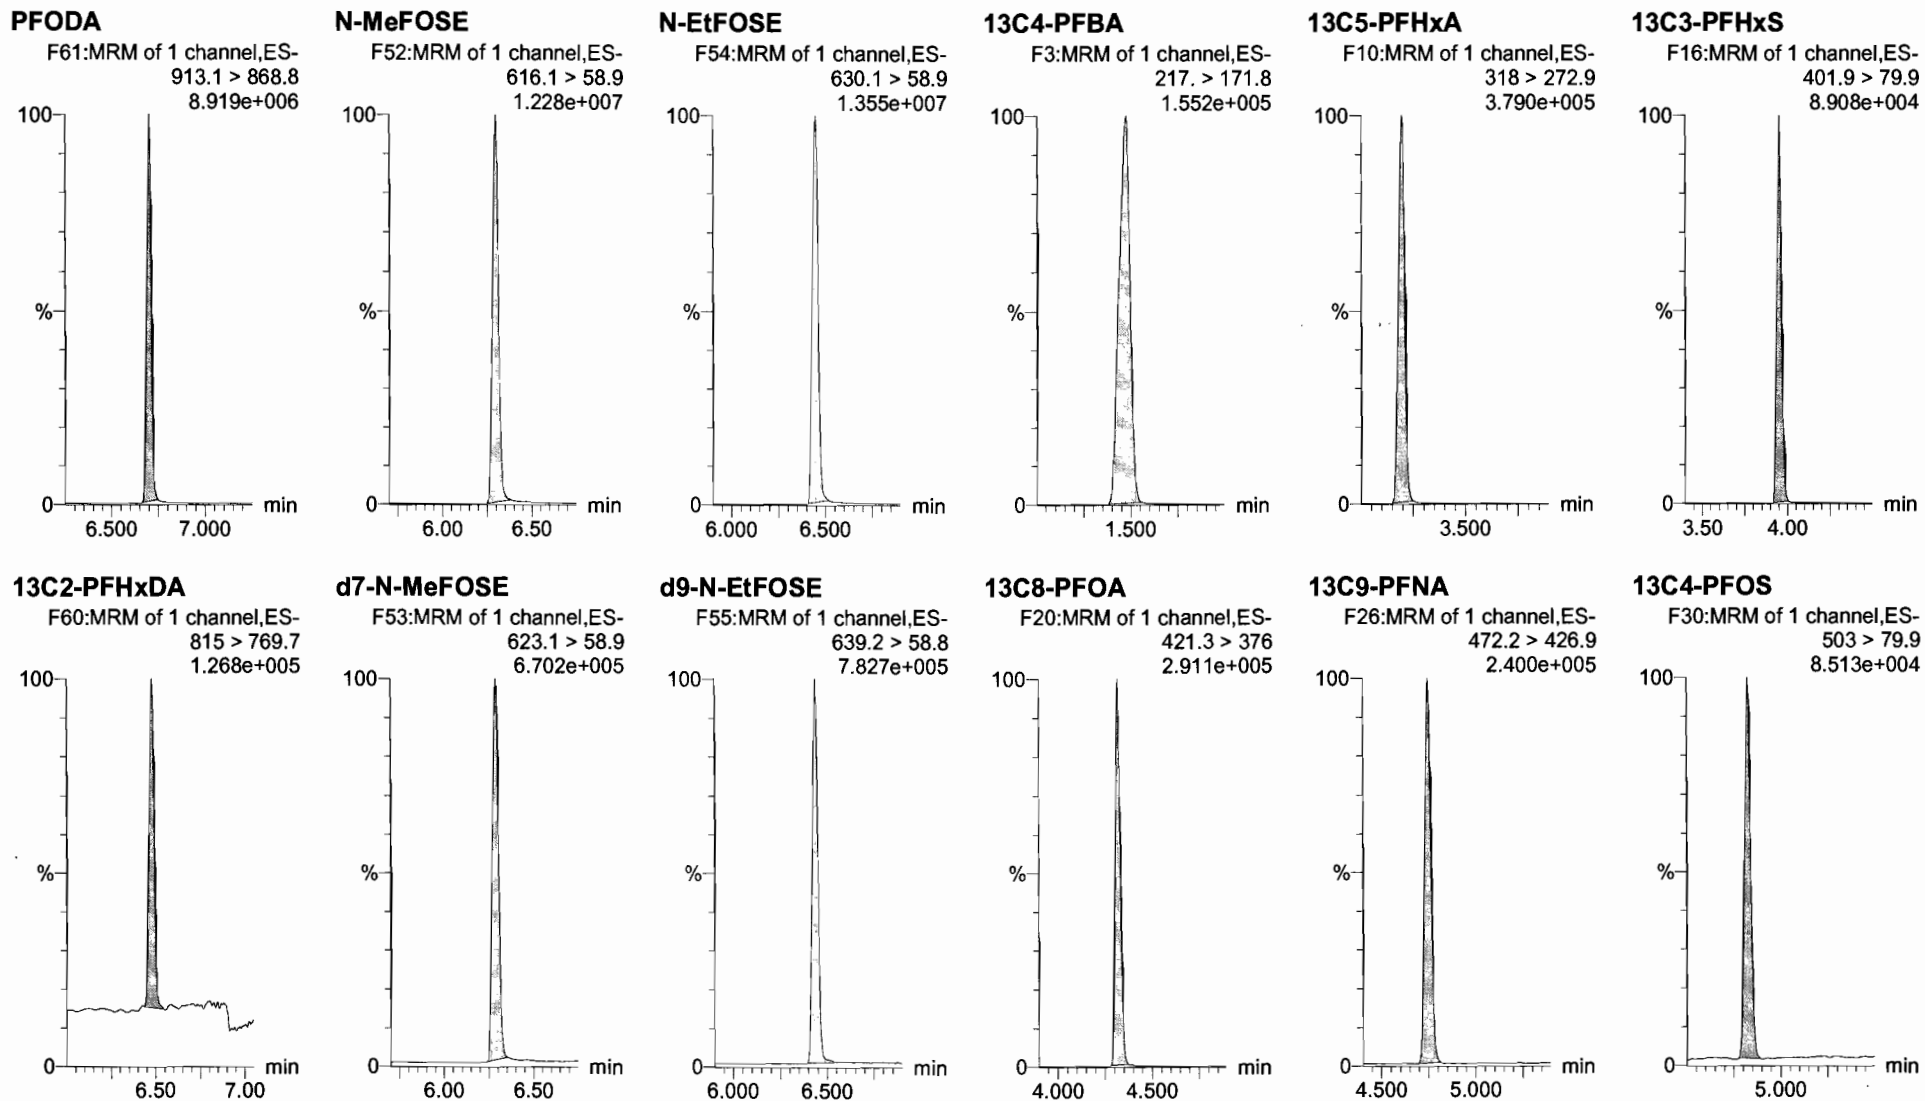 PFODA
F61:MRM of 1 channel,ES-
913.1 > 868.8
8.919e+006
100
%
0
min
6.500 7.000
N-MeFOSE
F52:MRM of 1 channel,ES-
616.1 > 58.9
1.228e+007
100
%
0
min
6.00 6.50
N-EtFOSE
F54:MRM of 1 channel,ES-
630.1 > 58.9
1.355e+007
100
%
0
min
6.000 6.500
13C4-PFBA
F3:MRM of 1 channel,ES-
217. > 171.8
1.552e+005
100
%
0
min
1.500
13C5-PFHxA
F10:MRM of 1 channel,ES-
318 > 272.9
3.790e+005
100
%
0
min
3.500
13C3-PFHxS
F16:MRM of 1 channel,ES-
401.9 > 79.9
8.908e+004
100
%
0
min
3.50 4.00
13C2-PFHxDA
F60:MRM of 1 channel,ES-
815 > 769.7
1.268e+005
100
%
0
min
6.50 7.00
d7-N-MeFOSE
F53:MRM of 1 channel,ES-
623.1 > 58.9
6.702e+005
100
%
0
min
6.00 6.50
d9-N-EtFOSE
F55:MRM of 1 channel,ES-
639.2 > 58.8
7.827e+005
100
%
0
min
6.000 6.500
13C8-PFOA
F20:MRM of 1 channel,ES-
421.3 > 376
2.911e+005
100
%
0
min
4.000 4.500
13C9-PFNA
F26:MRM of 1 channel,ES-
472.2 > 426.9
2.400e+005
100
%
0
min
4.500 5.000
13C4-PFOS
F30:MRM of 1 channel,ES-
503 > 79.9
8.513e+004
100
%
0
min
5.000